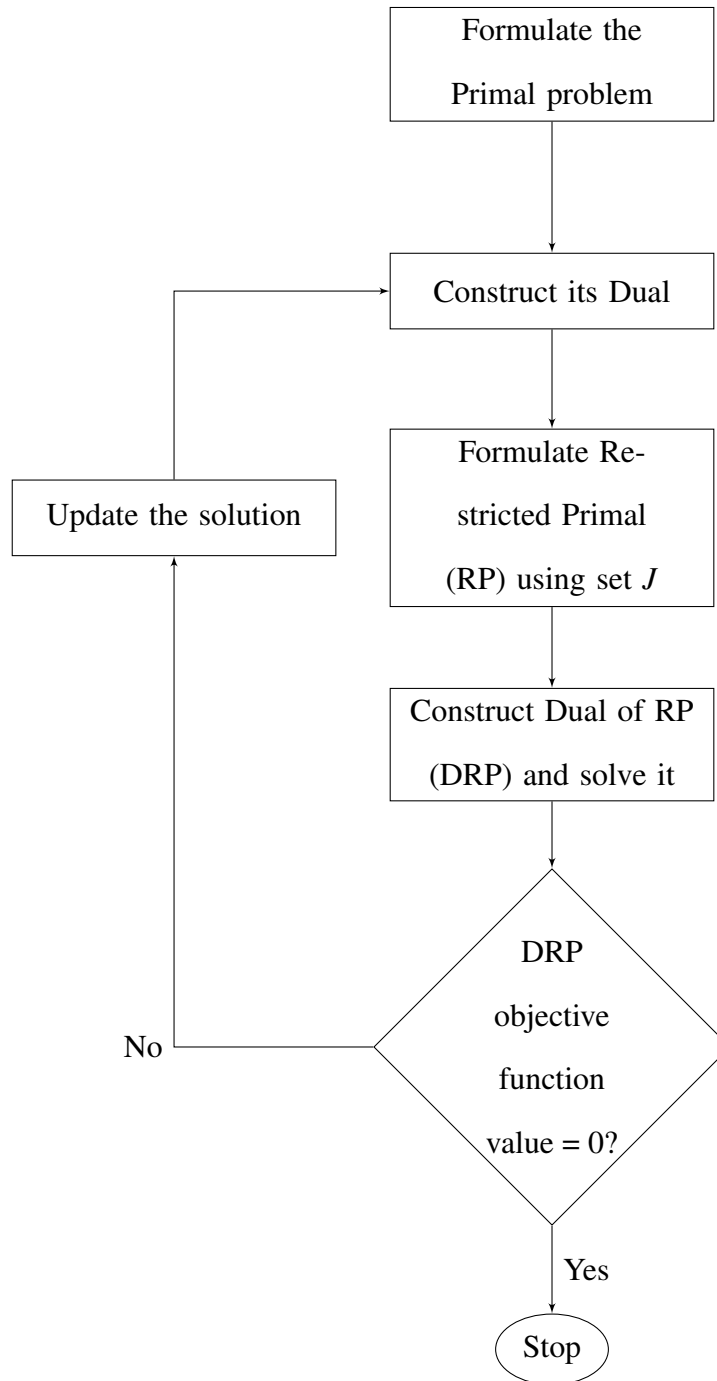 Formulate the
Primal problem
Construct its Dual
Formulate Re-
stricted Primal
(RP) using set J
Update the solution
Construct Dual of RP
(DRP) and solve it
DRP
objective
function
value = 0?
No
Yes
Stop